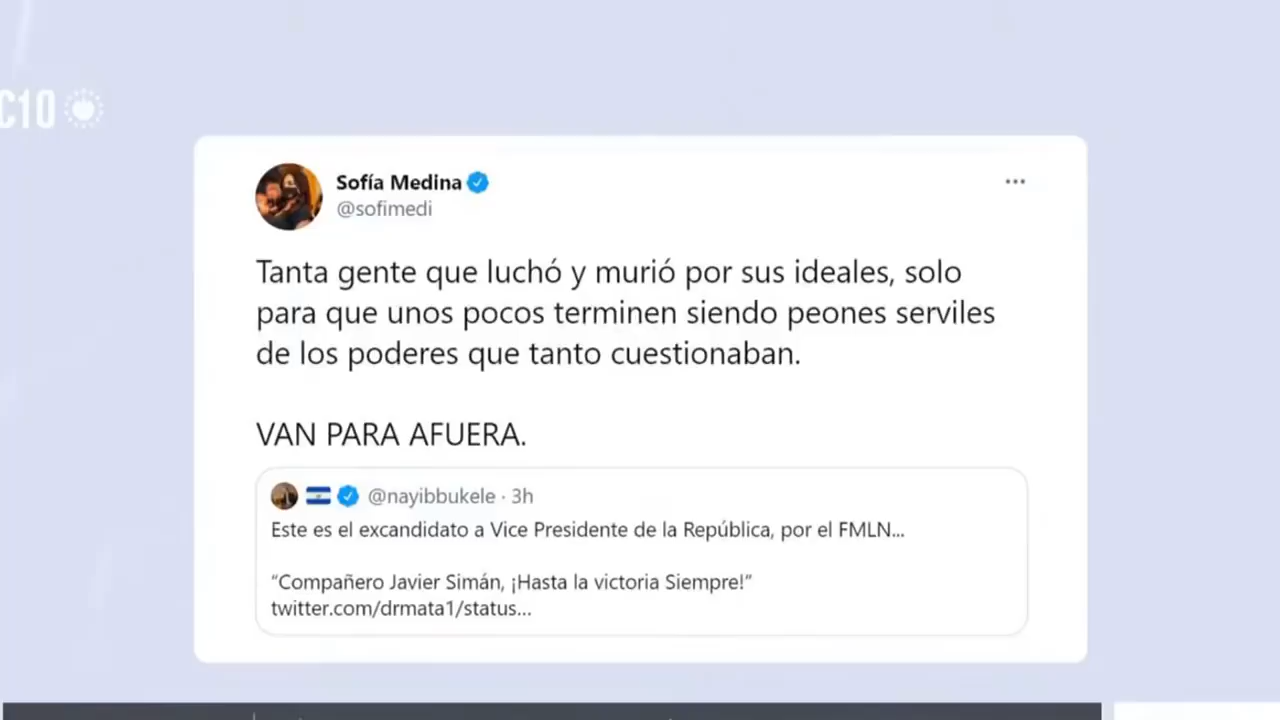 C10
Sofía Medina
@sofimedi
Tanta gente que luchó y murió por sus ideales, solo
para que unos pocos terminen siendo peones serviles
de los poderes que tanto cuestionaban.
VAN PARA AFUERA.
@nayibbukele · 3h
Este es el excandidato a Vice Presidente de la República, por el FMLN...
“Compañero Javier Simán, ¡Hasta la victoria Siempre!”
twitter.com/drmata1/status...